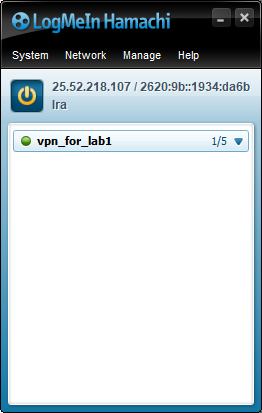 LogMeIn Hamachi
System Network Manage Help
25.52.218.107 / 2620:9b::1934:da6b
Ira
vpn_for_lab1 1/5